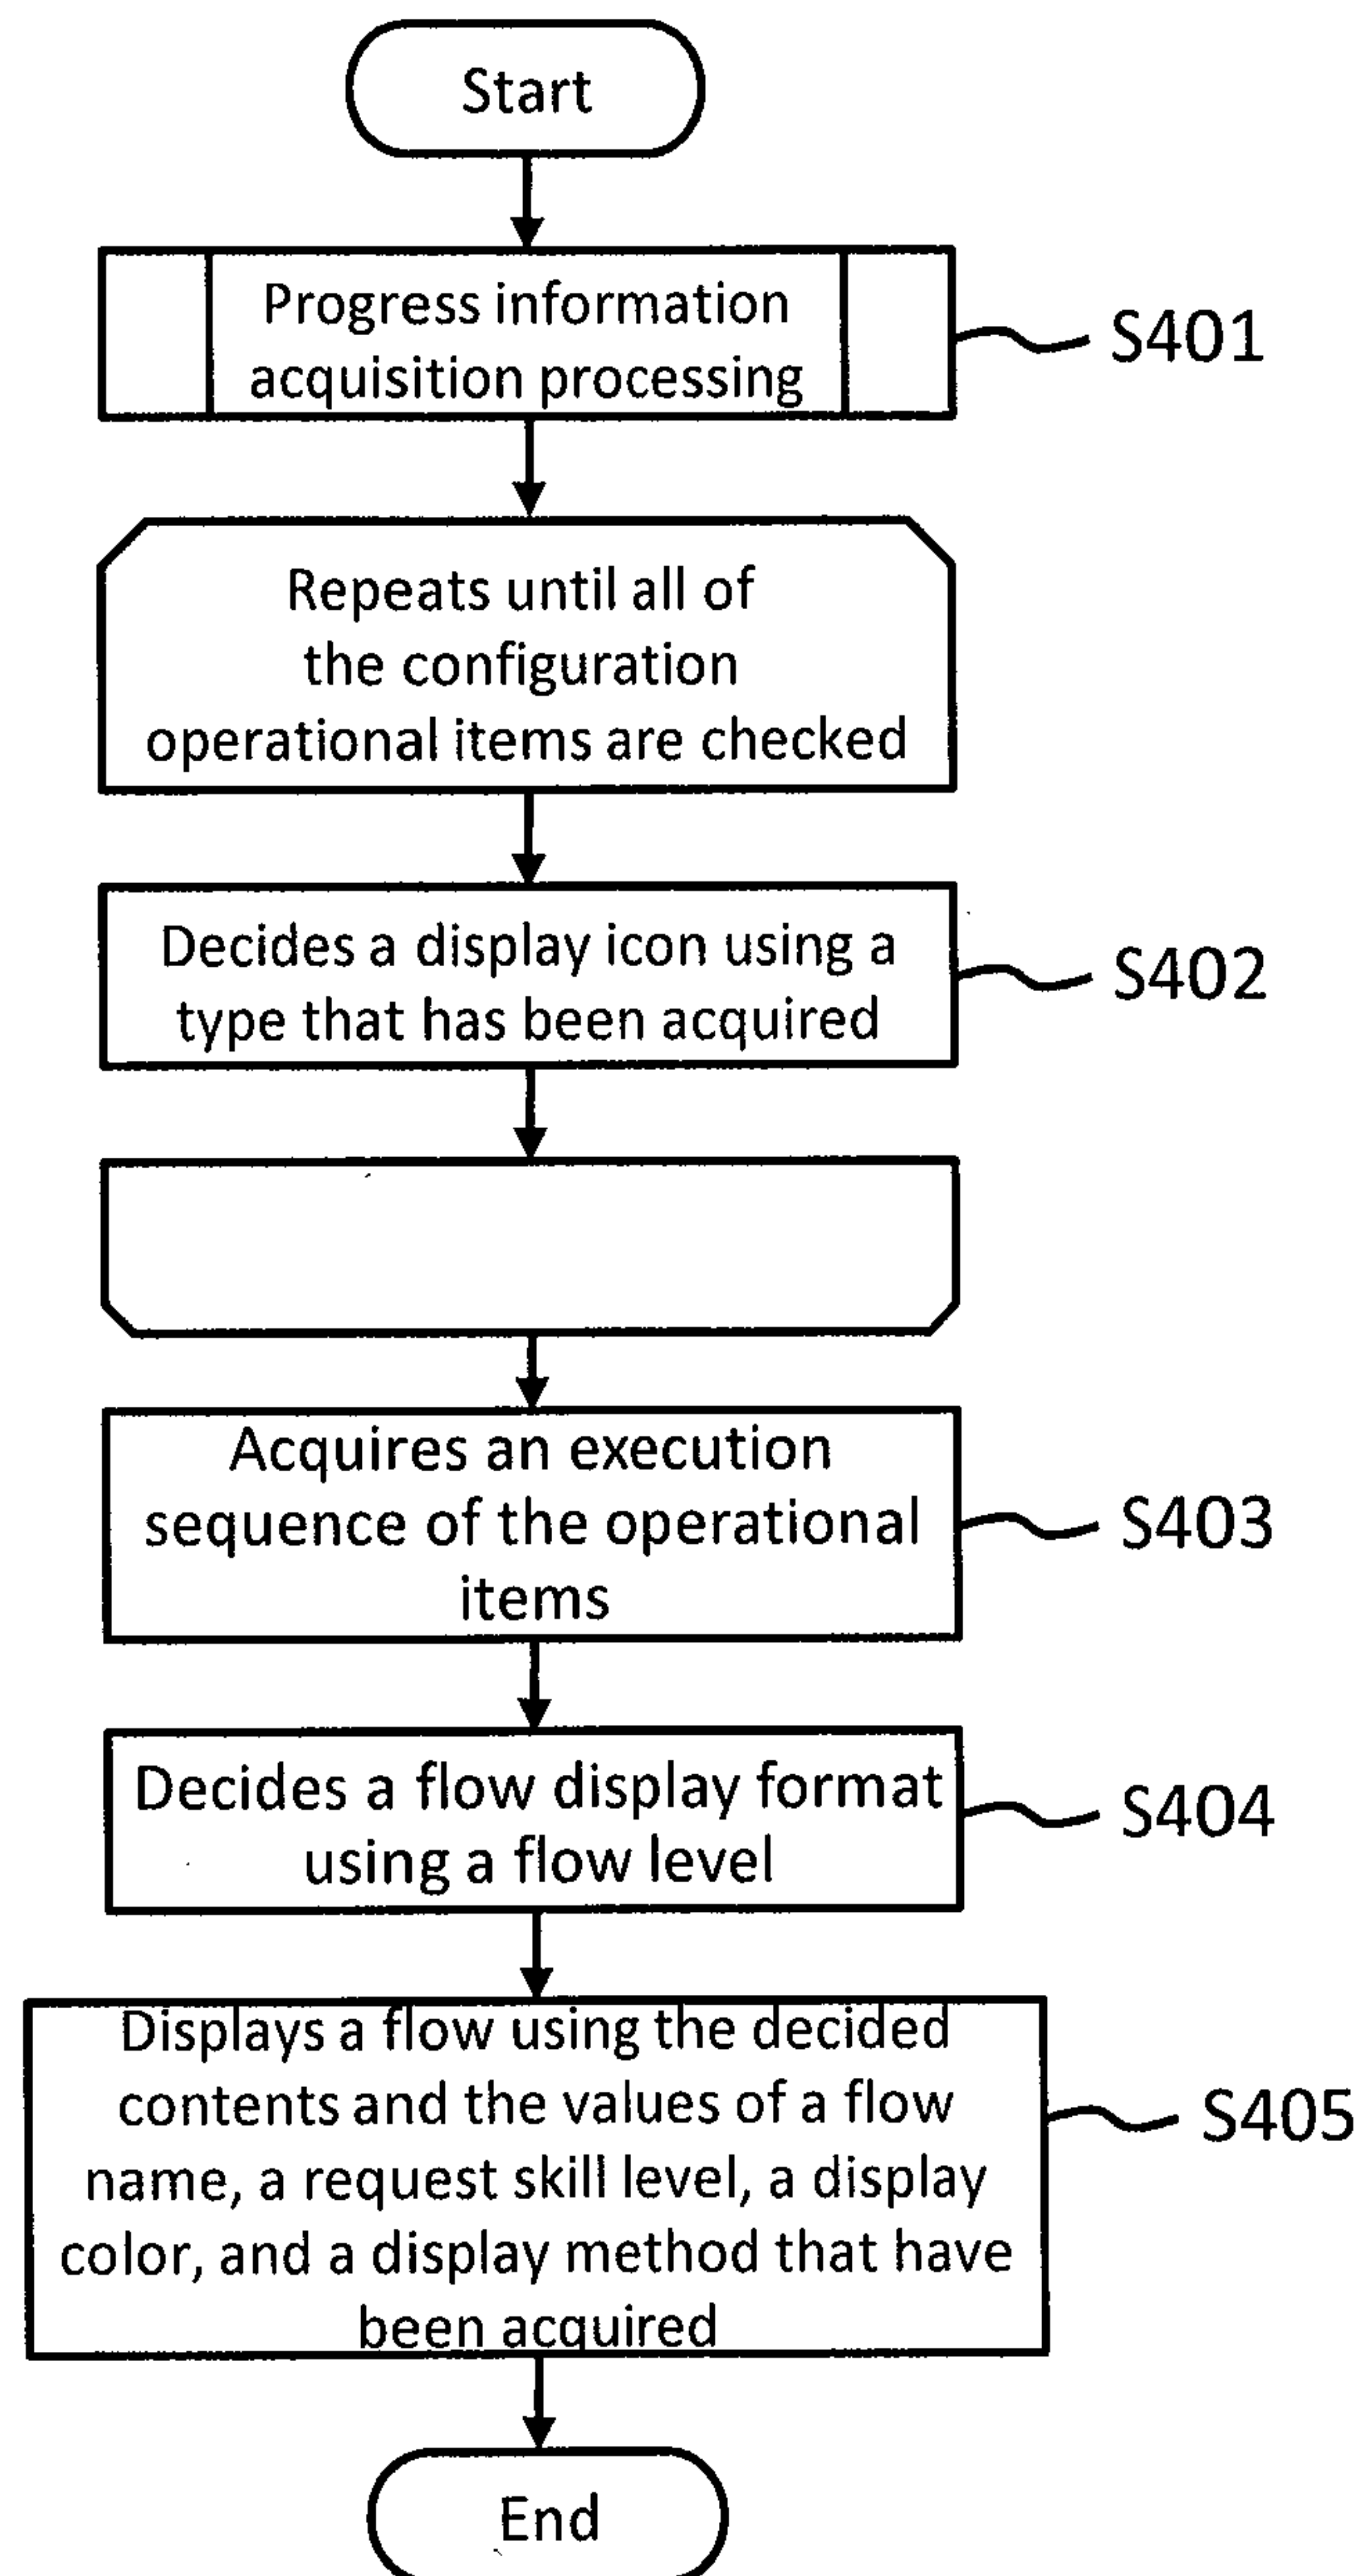 Start
Progress information
acquisition processing
S401
Repeats until all of
the configuration
operational items are checked
Decides a display icon using a
type that has been acquired
S402
Acquires an execution
sequence of the operational
items
S403
Decides a flow display format
using a flow level
S404
Displays a flow using the decided
contents and the values of a flow
name, a request skill level, a display
color, and a display method that have
been acquired
S405
End